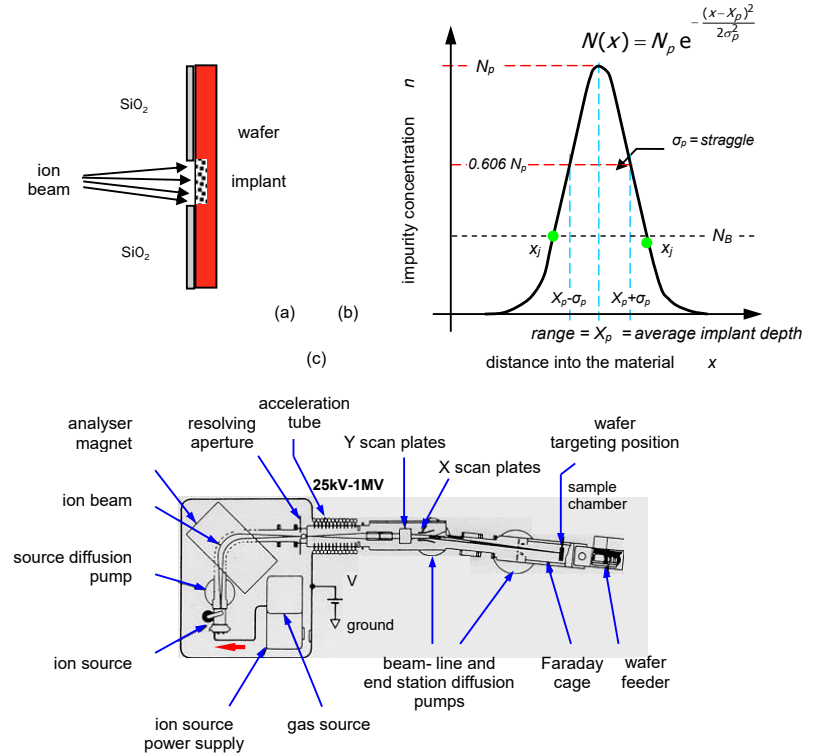 SiO2
wafer
ion
beam
implant
SiO2
(a)
(b)
(c)
N(x) = Np e-(x-Xp)2/2σp2
impurity concentration n
Np
σp = straggle
0.606 Np
NB
xj
xj
Xp-σp
Xp+σp
range = Xp = average implant depth
distance into the material x
analyser
magnet
resolving
aperture
acceleration
tube
Y scan plates
X scan plates
wafer
targeting position
25kV-1MV
sample
chamber
ion beam
source diffusion
pump
V
ground
ion source
beam- line and
end station diffusion
pumps
Faraday
cage
wafer
feeder
ion source
power supply
gas source